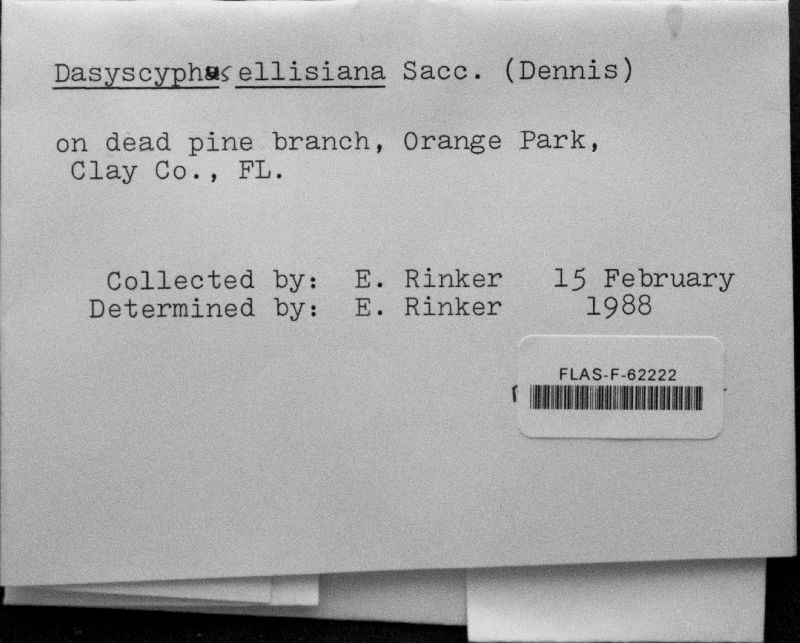 Dasyscyphus ellisiana Sacc. (Dennis)
on dead pine branch, Orange Park,
Clay Co., FL.
Collected by: E. Rinker 15 February
Determined by: E. Rinker 1988
FLAS-F-62222